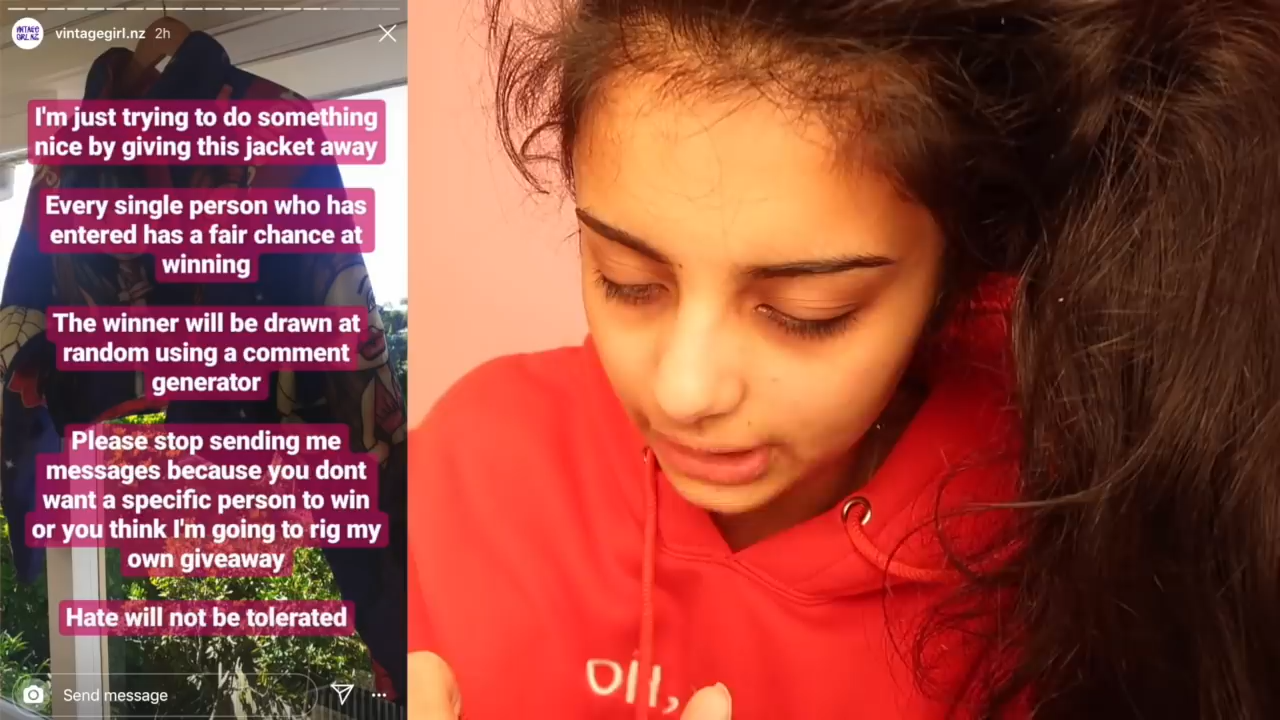 VINTAGE
GIRL.NZ
vintagegirl.nz 2h
I'm just trying to do something
nice by giving this jacket away
Every single person who has
entered has a fair chance at
winning
The winner will be drawn at
random using a comment
generator
Please stop sending me
messages because you dont
want a specific person to win
or you think I'm going to rig my
own giveaway
Hate will not be tolerated
Send message